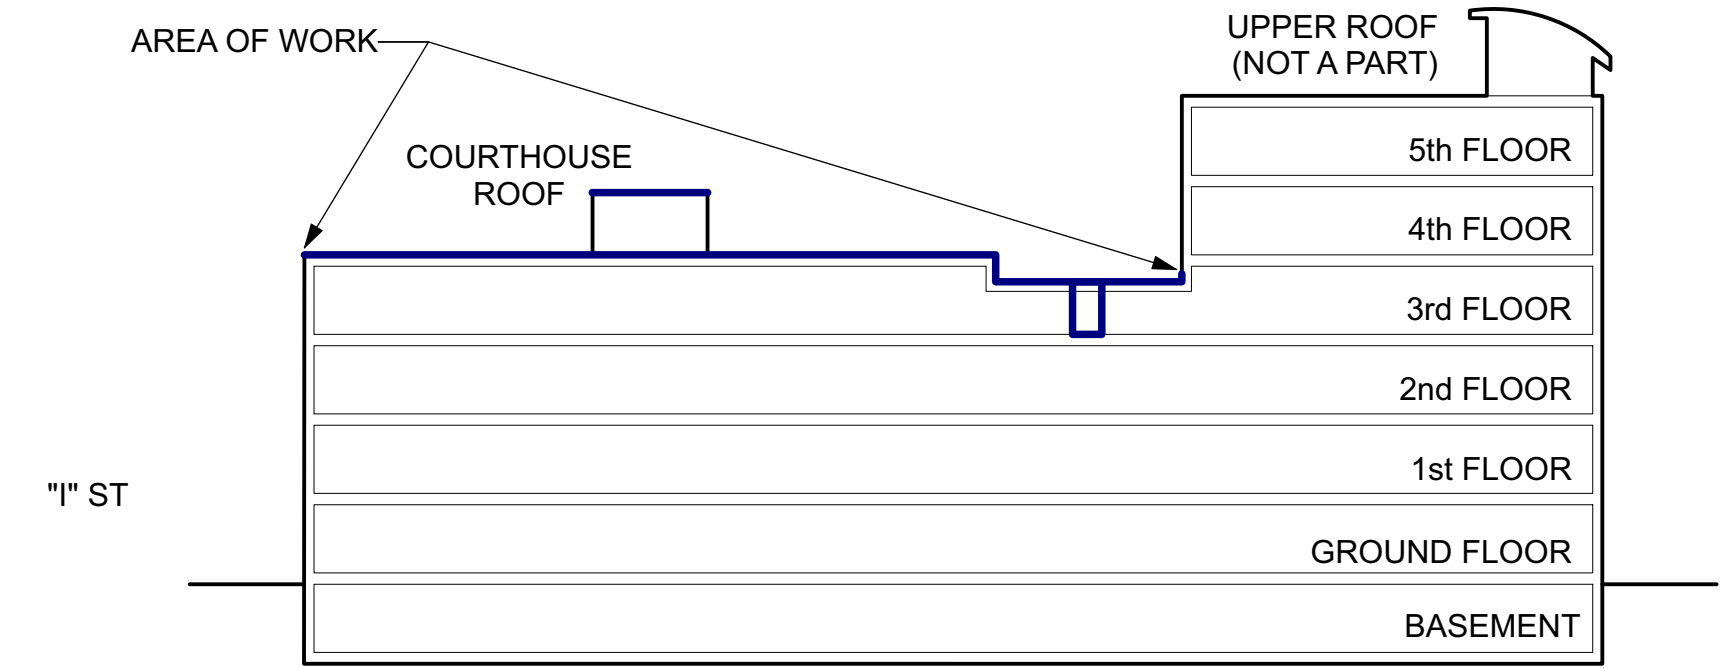 AREA OF WORK
UPPER ROOF
(NOT A PART)
COURTHOUSE
ROOF
5th FLOOR
4th FLOOR
3rd FLOOR
2nd FLOOR
1st FLOOR
"I" ST
GROUND FLOOR
BASEMENT